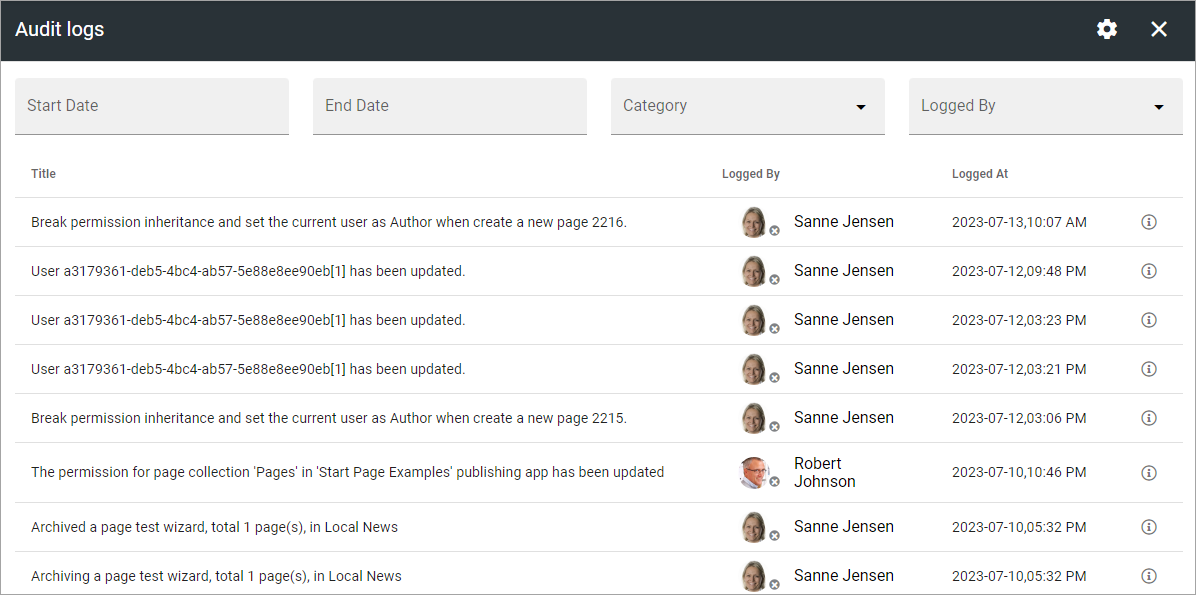 Audit logs
Start Date End Date Category Logged By
Title Logged By Logged At
Break permission inheritance and set the current user as Author when create a new page 2216. Sanne Jensen 2023-07-13,10:07 AM
User a3179361-deb5-4bc4-ab57-5e88e8ee90eb[1] has been updated. Sanne Jensen 2023-07-12,09:48 PM
User a3179361-deb5-4bc4-ab57-5e88e8ee90eb[1] has been updated. Sanne Jensen 2023-07-12,03:23 PM
User a3179361-deb5-4bc4-ab57-5e88e8ee90eb[1] has been updated. Sanne Jensen 2023-07-12,03:21 PM
Break permission inheritance and set the current user as Author when create a new page 2215. Sanne Jensen 2023-07-12,03:06 PM
The permission for page collection 'Pages' in 'Start Page Examples' publishing app has been updated Robert
Johnson 2023-07-10,10:46 PM
Archived a page test wizard, total 1 page(s), in Local News Sanne Jensen 2023-07-10,05:32 PM
Archiving a page test wizard, total 1 page(s), in Local News Sanne Jensen 2023-07-10,05:32 PM